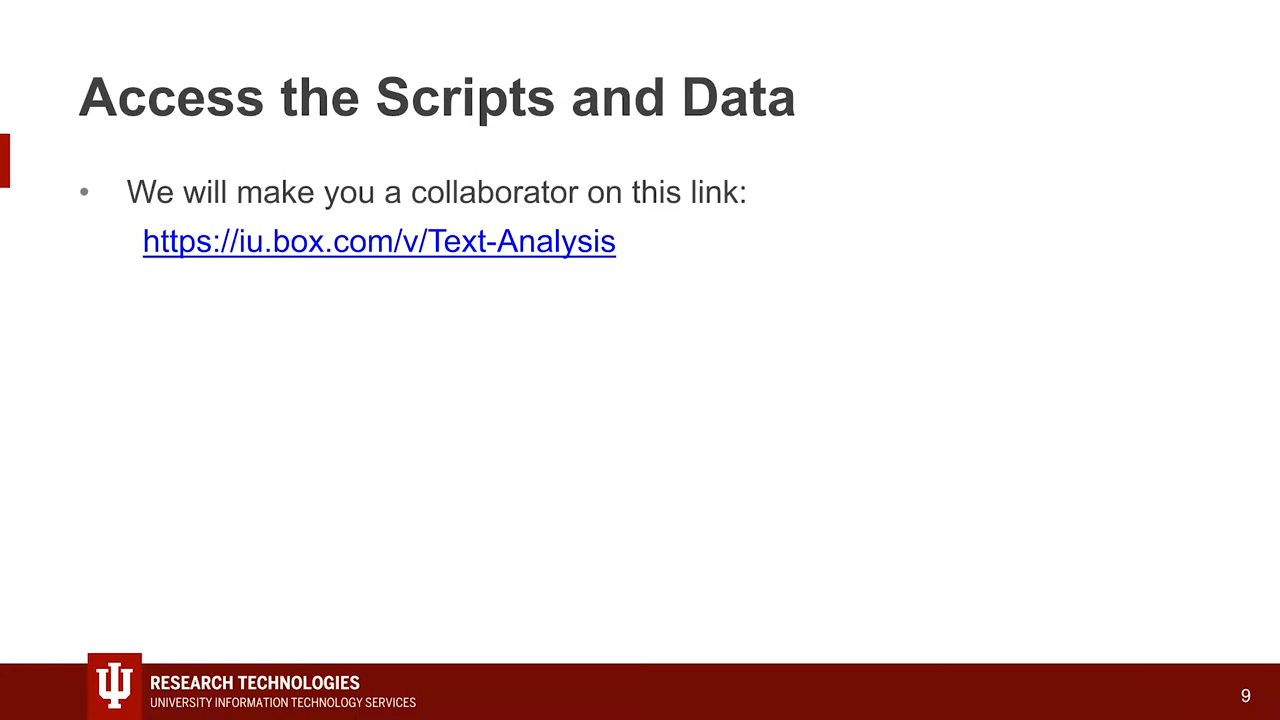 Access the Scripts and Data
• We will make you a collaborator on this link:
https://iu.box.com/v/Text-Analysis
RESEARCH TECHNOLOGIES
UNIVERSITY INFORMATION TECHNOLOGY SERVICES
9